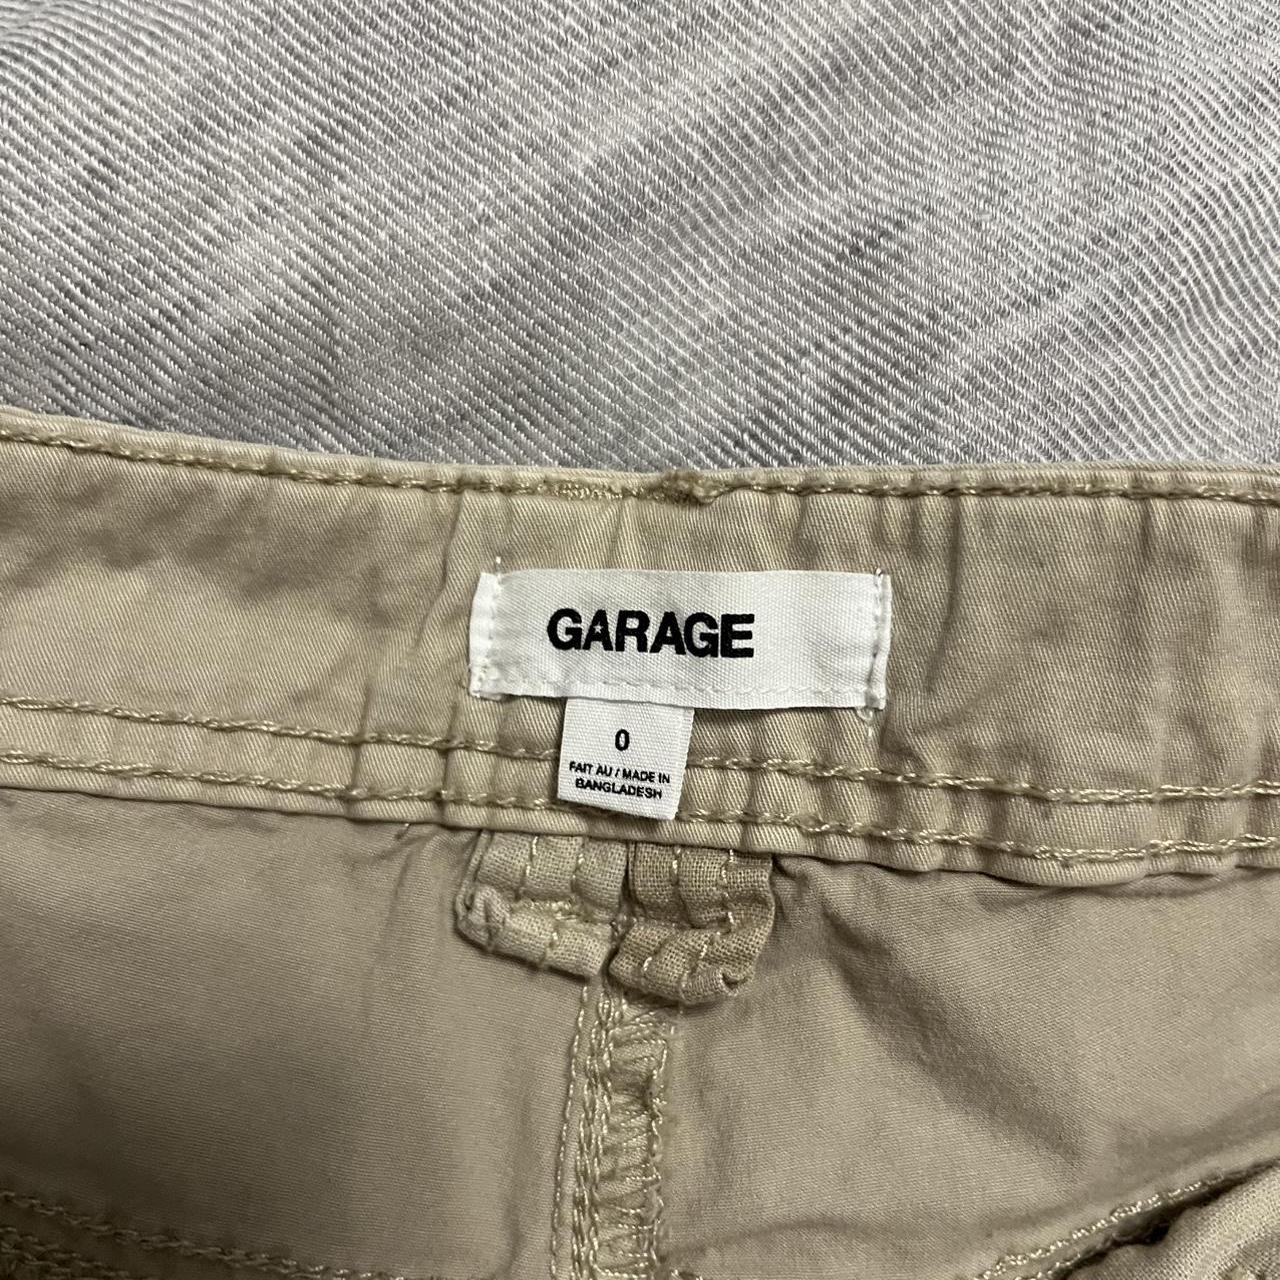 GARAGE
0
FAIT AU / MADE IN
BANGLADESH